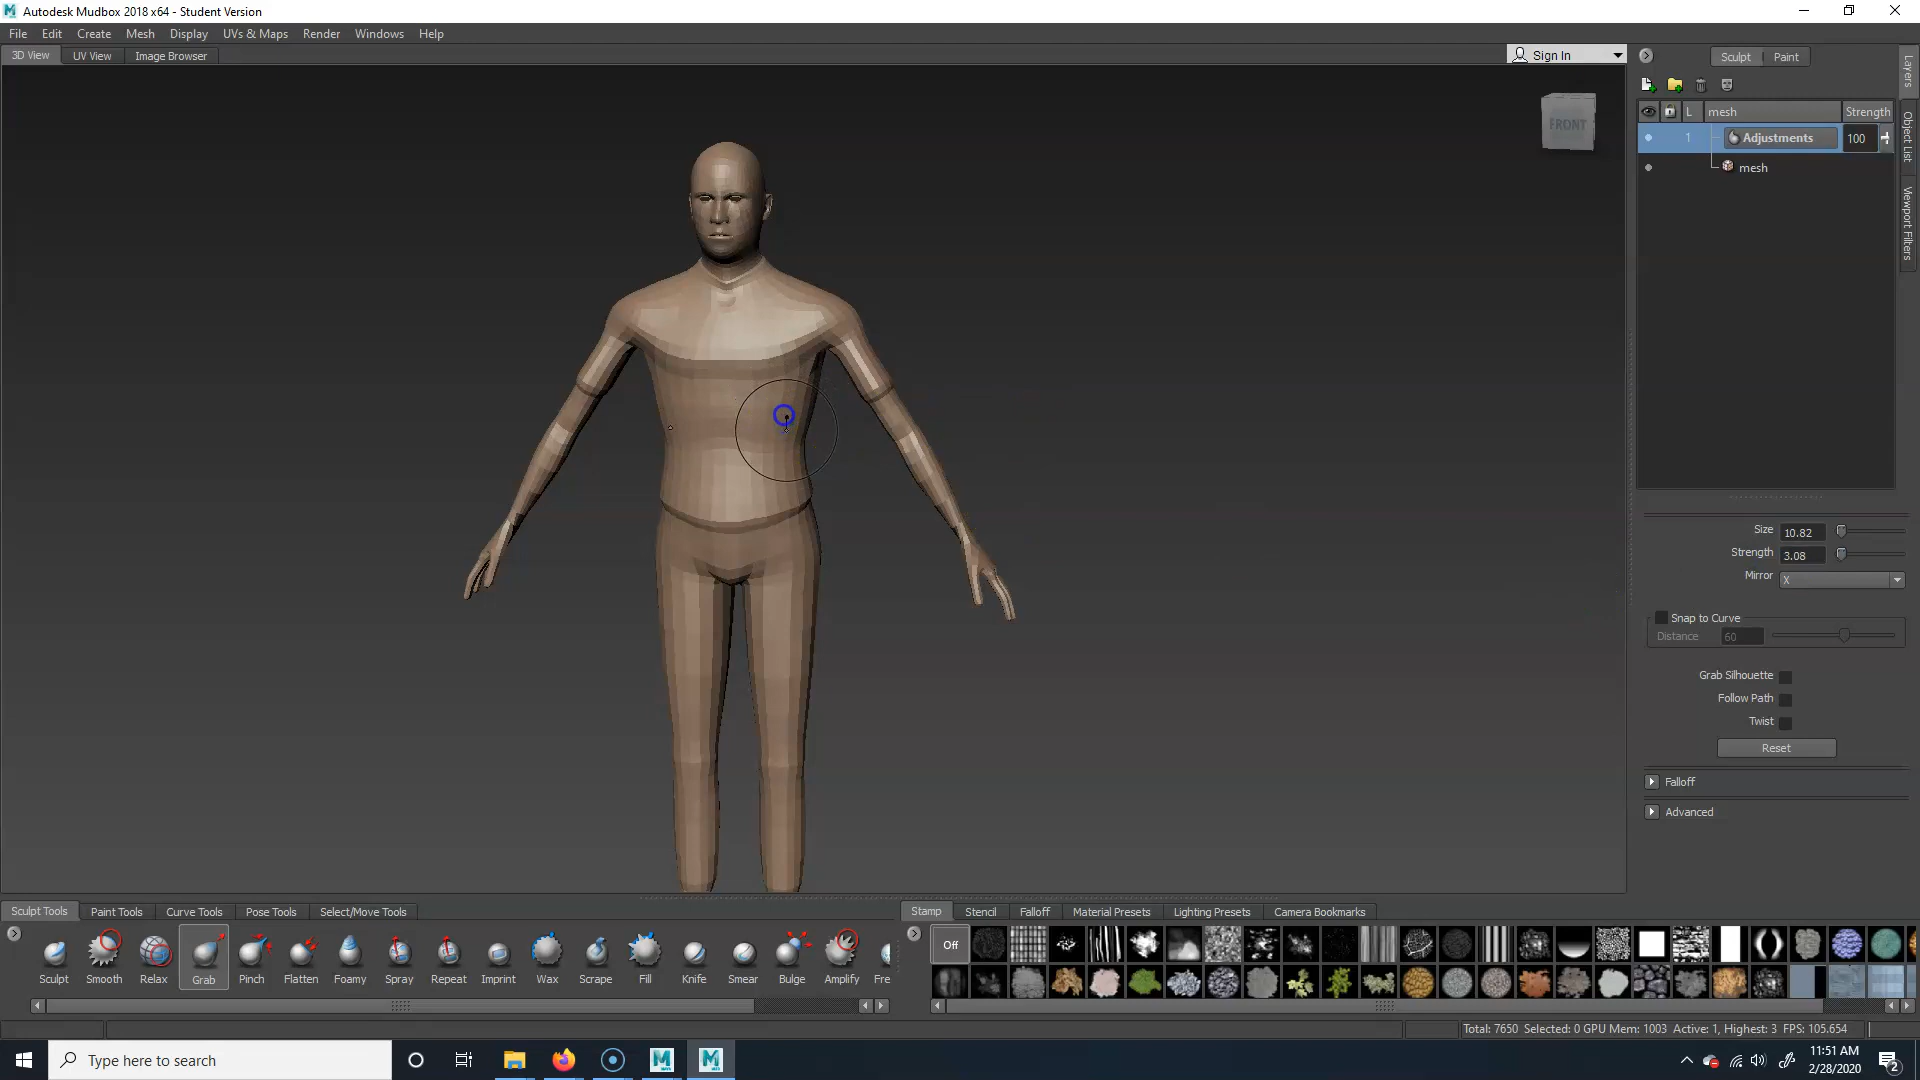 Autodesk Mudbox 2018 x64 - Student Version
File Edit Create Mesh Display UVs & Maps Render Windows Help
3D View UV View Image Browser
Sign In
Sculpt Paint
Layers
Object List
Viewport Filters
L mesh Strength
1 Adjustments 100
mesh
FRONT
Size 10.82
Strength 3.08
Mirror X
Snap to Curve
Distance 60
Grab Silhouette
Follow Path
Twist
Reset
Falloff
Advanced
Sculpt Tools Paint Tools Curve Tools Pose Tools Select/Move Tools
Sculpt Smooth Relax Grab Pinch Flatten Foamy Spray Repeat Imprint Wax Scrape Fill Knife Smear Bulge Amplify Fre
Stamp Stencil Falloff Material Presets Lighting Presets Camera Bookmarks
Off
Total: 7650 Selected: 0 GPU Mem: 1003 Active: 1, Highest: 3 FPS: 105.654
Type here to search
11:51 AM
2/28/2020
2